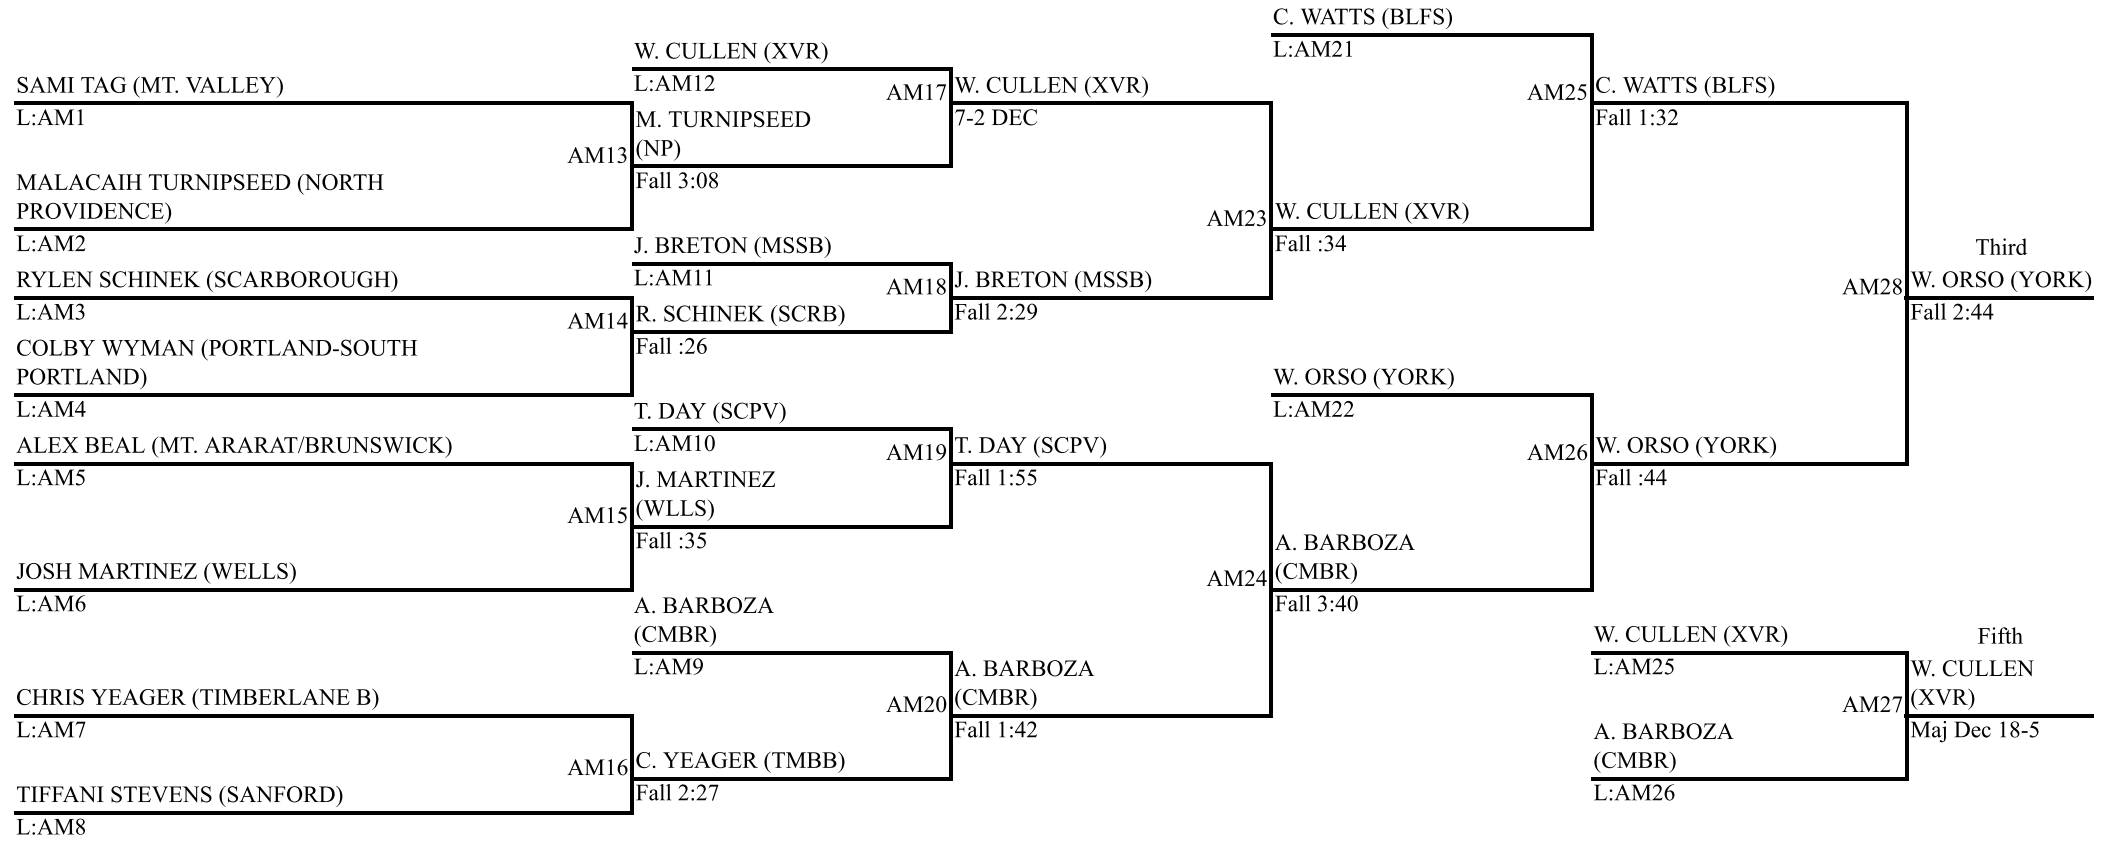 SAMI TAG (MT. VALLEY)
L:AM1
MALACAIH TURNIPSEED (NORTH
PROVIDENCE)
L:AM2
RYLEN SCHINEK (SCARBOROUGH)
L:AM3
COLBY WYMAN (PORTLAND-SOUTH
PORTLAND)
L:AM4
ALEX BEAL (MT. ARARAT/BRUNSWICK)
L:AM5
JOSH MARTINEZ (WELLS)
L:AM6
CHRIS YEAGER (TIMBERLANE B)
L:AM7
TIFFANI STEVENS (SANFORD)
L:AM8
AM13
AM14
AM15
AM16
W. CULLEN (XVR)
L:AM12
M. TURNIPSEED
(NP)
Fall 3:08
J. BRETON (MSSB)
L:AM11
R. SCHINEK (SCRB)
Fall :26
T. DAY (SCPV)
L:AM10
J. MARTINEZ
(WLLS)
Fall :35
A. BARBOZA
(CMBR)
L:AM9
C. YEAGER (TMBB)
Fall 2:27
AM17
AM18
AM19
AM20
W. CULLEN (XVR)
7-2 DEC
J. BRETON (MSSB)
Fall 2:29
T. DAY (SCPV)
Fall 1:55
A. BARBOZA
(CMBR)
Fall 1:42
AM23
AM24
C. WATTS (BLFS)
L:AM21
W. CULLEN (XVR)
Fall :34
W. ORSO (YORK)
L:AM22
A. BARBOZA
(CMBR)
Fall 3:40
AM25
AM26
C. WATTS (BLFS)
Fall 1:32
W. ORSO (YORK)
Fall :44
W. CULLEN (XVR)
L:AM25
A. BARBOZA
(CMBR)
L:AM26
AM28
AM27
Third
W. ORSO (YORK)
Fall 2:44
Fifth
W. CULLEN
(XVR)
Maj Dec 18-5